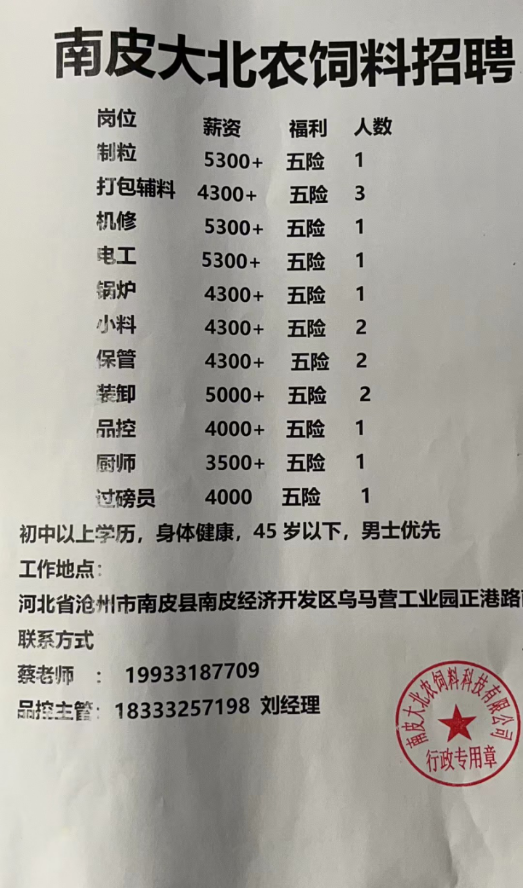 南皮大北农饲料招聘
岗位 薪资 福利 人数
制粒 5300+ 五险 1
打包辅料 4300+ 五险 3
机修 5300+ 五险 1
电工 5300+ 五险 1
锅炉 4300+ 五险 1
小料 4300+ 五险 2
保管 4300+ 五险 2
装卸 5000+ 五险 2
品控 4000+ 五险 1
厨师 3500+ 五险 1
过磅员 4000 五险 1
初中以上学历，身体健康，45 岁以下，男士优先
工作地点：
河北省沧州市南皮县南皮经济开发区乌马营工业园正港路
联系方式
蔡老师 ： 19933187709
品控主管：18333257198 刘经理
南皮大北农饲料科技有限公司
行政专用章